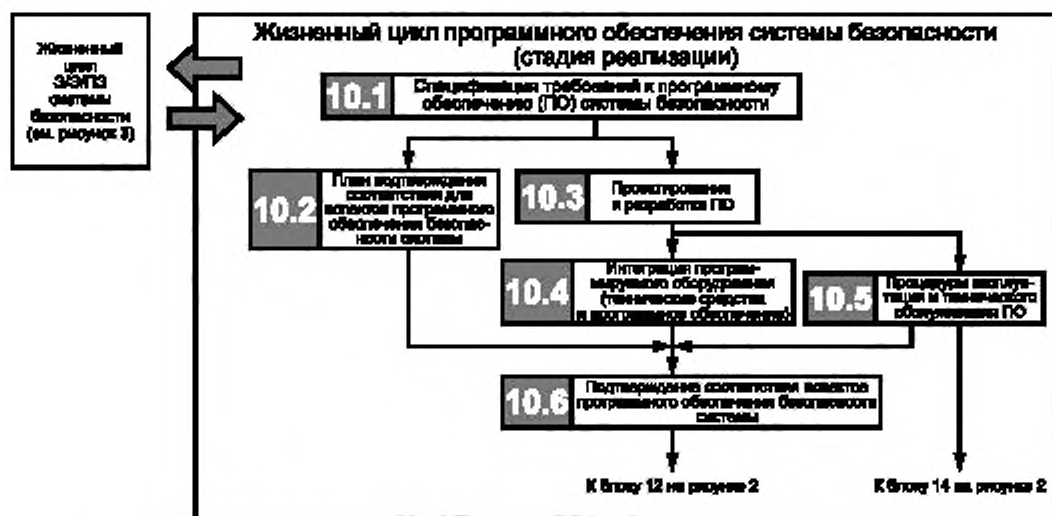 Жизненный
цикл
Э/Э/ПЭ
системы
безопасности
(см. рисунок 3)
Жизненный цикл программного обеспечения системы безопасности
(стадия реализации)
10.1
Спецификация требований к программному
обеспечению (ПО) системы безопасности
10.2
План подтверждения
соответствия для
аспектов программного
обеспечения безопас-
ности системы
10.3
Проектирование
и разработка ПО
10.4
Интеграция програм-
мируемого оборудования
(технические средства
и программное обеспечение)
10.5
Процедуры эксплуа-
тации и технического
обслуживания ПО
10.6
Подтверждение соответствия аспектов
программного обеспечения безопасности
системы
К блоку 12 на рисунке 2
К блоку 14 на рисунке 2